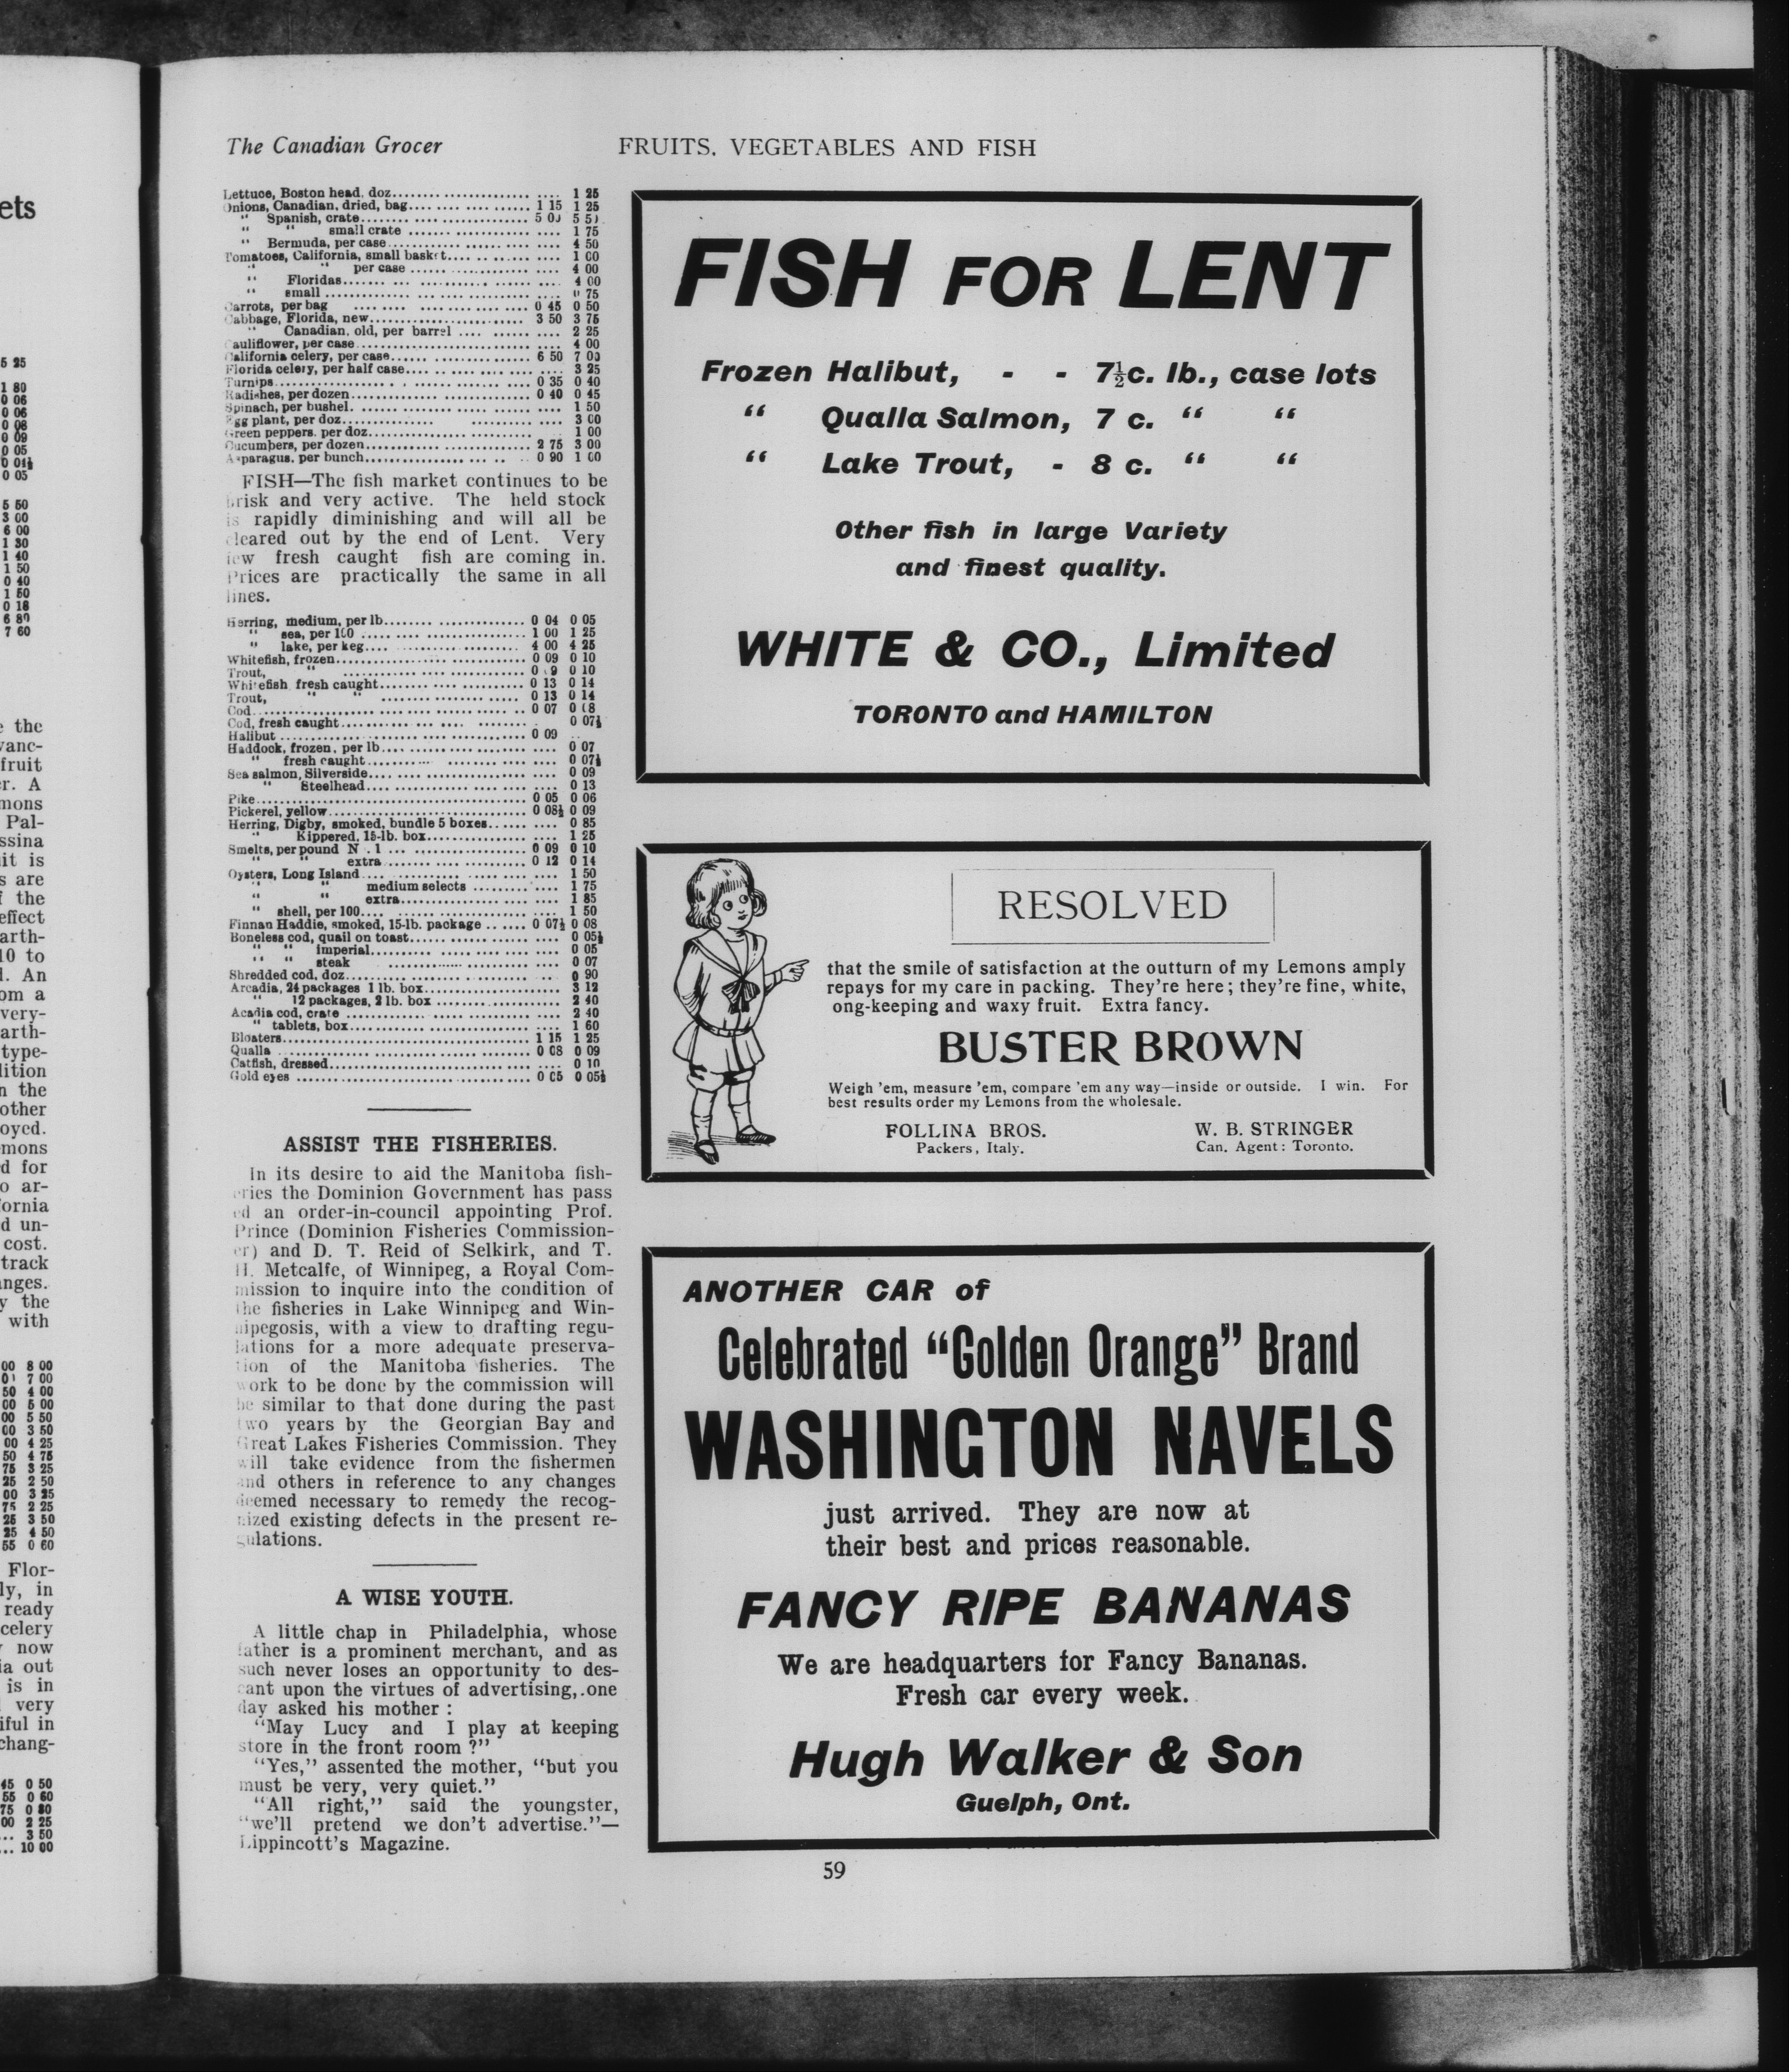 The Canadian Grocer
FRUITS, VEGETABLES AND FISH
Lettuce, Boston head, doz.... 1 25
Onions, Canadian, dried, bag.... 1 15 1 25
" Spanish, crate.... 5 00 5 50
" " small crate .... 1 75
" Bermuda, per case.... 4 50
Tomatoes, California, small basket.... 1 00
" " per case .... 4 00
" Floridas.... 4 00
" small .... 0 75
Carrots, per bag .... 0 45 0 50
Cabbage, Florida, new.... 3 50 3 75
" Canadian, old, per barrel .... 2 25
Cauliflower, per case.... 4 00
California celery, per case.... 6 50 7 00
Florida celery, per half case.... 3 25
Turnips.... 0 35 0 40
Radishes, per dozen.... 0 40 0 45
Spinach, per bushel.... 1 50
Egg plant, per doz.... 3 00
Green peppers, per doz.... 1 00
Cucumbers, per dozen.... 2 75 3 00
Asparagus, per bunch.... 0 90 1 00
FISH—The fish market continues to be
brisk and very active. The held stock
is rapidly diminishing and will all be
cleared out by the end of Lent. Very
few fresh caught fish are coming in.
Prices are practically the same in all
lines.
Herring, medium, per lb.... 0 04 0 05
" sea, per 100 .... 1 00 1 25
" lake, per keg.... 4 00 4 25
Whitefish, frozen.... 0 09 0 10
Trout, " .... 0 09 0 10
Whitefish fresh caught.... 0 13 0 14
Trout, " " .... 0 13 0 14
Cod.... 0 07 0 08
Cod, fresh caught.... 0 07½
Halibut .... 0 09
Haddock, frozen, per lb.... 0 07
" fresh caught.... 0 07½
Sea salmon, Silverside.... 0 09
" Steelhead.... 0 13
Pike.... 0 05 0 06
Pickerel, yellow.... 0 08½ 0 09
Herring, Digby, smoked, bundle 5 boxes.... 0 85
" Kippered, 15-lb. box.... 1 25
Smelts, per pound No. 1 .... 0 09 0 10
" " extra .... 0 12 0 14
Oysters, Long Island.... 1 50
" " medium selects .... 1 75
" " extra.... 1 85
" shell, per 100.... 1 50
Finnan Haddie, smoked, 15-lb. package .... 0 07½ 0 08
Boneless cod, quail on toast.... 0 05½
" " imperial.... 0 05
" " steak .... 0 07
Shredded cod, doz.... 0 90
Arcadia, 24 packages 1 lb. box.... 3 12
" 12 packages, 2 lb. box .... 2 40
Acadia cod, crate .... 2 40
" tablets, box.... 1 60
Bloaters.... 1 15 1 25
Qualla .... 0 08 0 09
Catfish, dressed.... 0 10
Gold eyes .... 0 05 0 05½
ASSIST THE FISHERIES.
In its desire to aid the Manitoba fish-
eries the Dominion Government has pass
ed an order-in-council appointing Prof.
Prince (Dominion Fisheries Commission-
er) and D. T. Reid of Selkirk, and T.
H. Metcalfe, of Winnipeg, a Royal Com-
mission to inquire into the condition of
the fisheries in Lake Winnipeg and Win-
nipegosis, with a view to drafting regu-
lations for a more adequate preserva-
tion of the Manitoba fisheries. The
work to be done by the commission will
be similar to that done during the past
two years by the Georgian Bay and
Great Lakes Fisheries Commission. They
will take evidence from the fishermen
and others in reference to any changes
deemed necessary to remedy the recog-
nized existing defects in the present re-
gulations.
A WISE YOUTH.
A little chap in Philadelphia, whose
father is a prominent merchant, and as
such never loses an opportunity to des-
cant upon the virtues of advertising, one
day asked his mother :
"May Lucy and I play at keeping
store in the front room ?"
"Yes," assented the mother, "but you
must be very, very quiet."
"All right," said the youngster,
"we'll pretend we don't advertise."—
Lippincott's Magazine.
FISH FOR LENT
Frozen Halibut, - - 7½c. lb., case lots
" Qualla Salmon, 7 c. " "
" Lake Trout, - 8 c. " "
Other fish in large Variety
and finest quality.
WHITE & CO., Limited
TORONTO and HAMILTON
RESOLVED
that the smile of satisfaction at the outturn of my Lemons amply
repays for my care in packing. They're here; they're fine, white,
ong-keeping and waxy fruit. Extra fancy.
BUSTER BROWN
Weigh 'em, measure 'em, compare 'em any way—inside or outside. I win. For
best results order my Lemons from the wholesale.
FOLLINA BROS.
Packers, Italy.
W. B. STRINGER
Can. Agent: Toronto.
ANOTHER CAR of
Celebrated "Golden Orange" Brand
WASHINGTON NAVELS
just arrived. They are now at
their best and prices reasonable.
FANCY RIPE BANANAS
We are headquarters for Fancy Bananas.
Fresh car every week.
Hugh Walker & Son
Guelph, Ont.
59